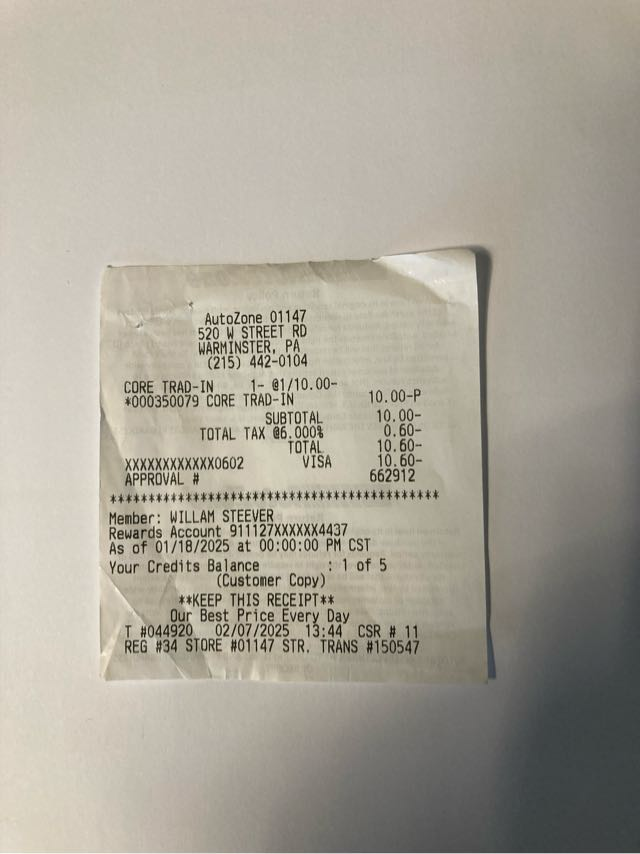 AutoZone 01147
520 W STREET RD
WARMINSTER, PA
(215) 442-0104
CORE TRAD-IN 1- @1/10.00-
*000350079 CORE TRAD-IN 10.00-P
SUBTOTAL 10.00-
TOTAL TAX @6.000% 0.60-
TOTAL 10.60-
XXXXXXXXXXXX0602 VISA 10.60-
APPROVAL # 662912
******************************************
Member: WILLAM STEEVER
Rewards Account 911127XXXXXX4437
As of 01/18/2025 at 00:00:00 PM CST
Your Credits Balance : 1 of 5
(Customer Copy)
**KEEP THIS RECEIPT**
Our Best Price Every Day
T #044920 02/07/2025 13:44 CSR # 11
REG #34 STORE #01147 STR. TRANS #150547